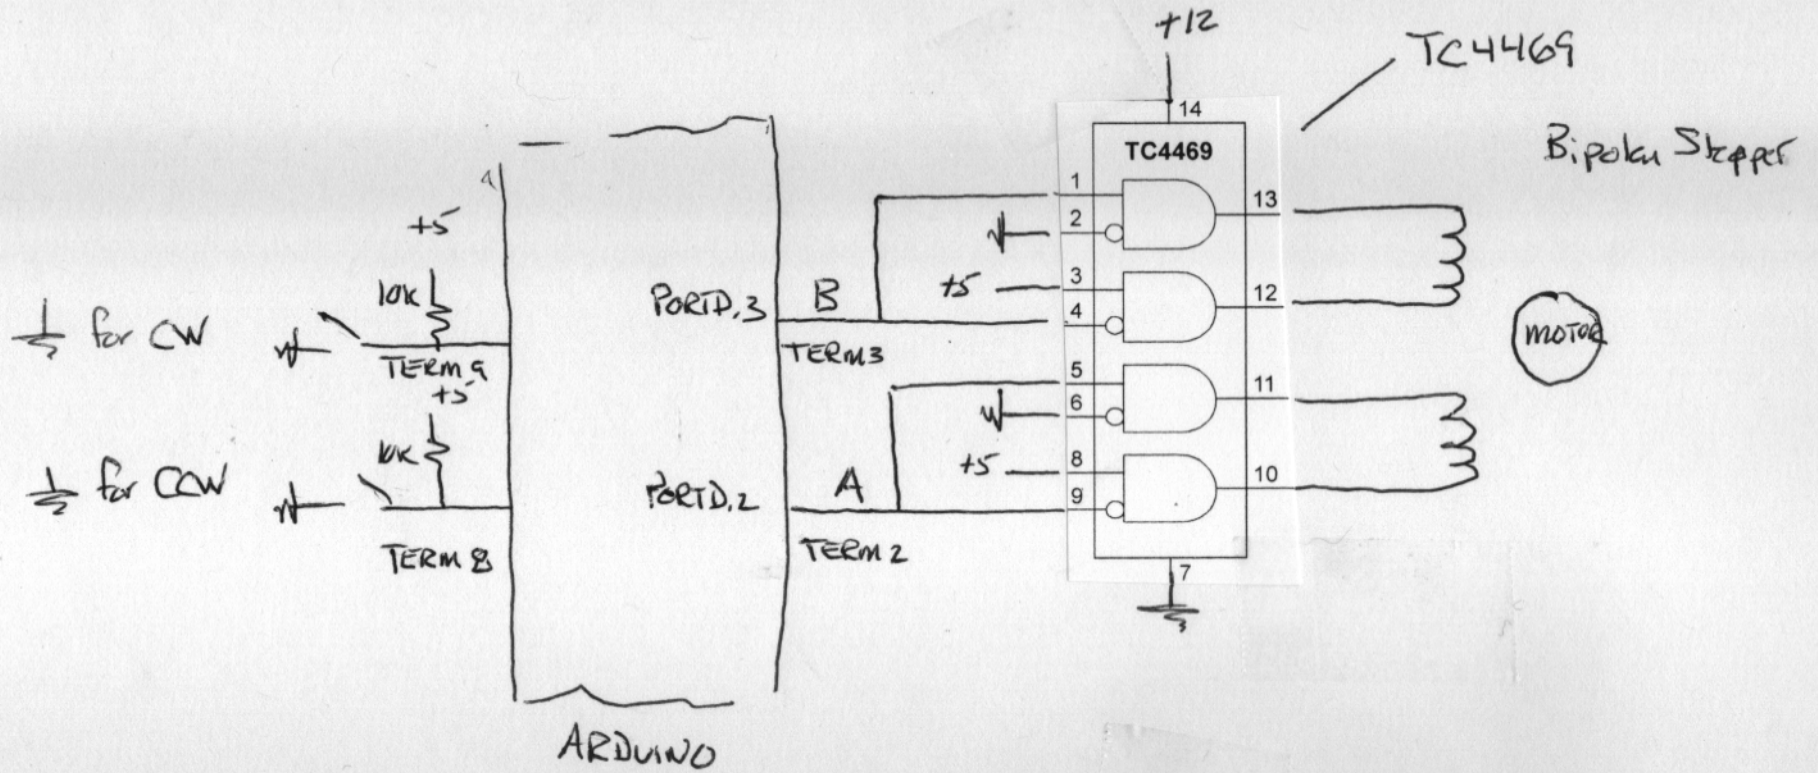 +12
TC4469
Bipolar Stepper
14
TC4469
1
2
13
+5
3
4
12
+5
10K
PORTD.3
B
⏚ for CW
TERM 9
TERM3
MOTOR
+5
10K
5
6
11
+5
8
9
10
⏚ for CCW
PORTD.2
A
TERM 8
TERM 2
7
ARDUINO